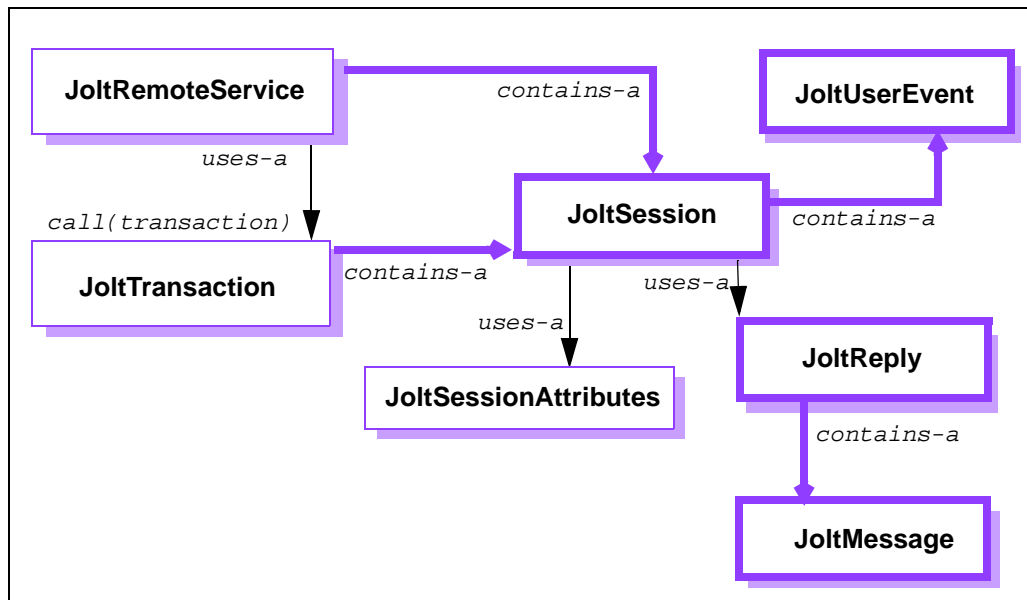 JoltRemoteService
contains-a
JoltUserEvent
uses-a
call(transaction)
JoltSession
contains-a
JoltTransaction
contains-a
uses-a
uses-a
JoltReply
JoltSessionAttributes
contains-a
JoltMessage